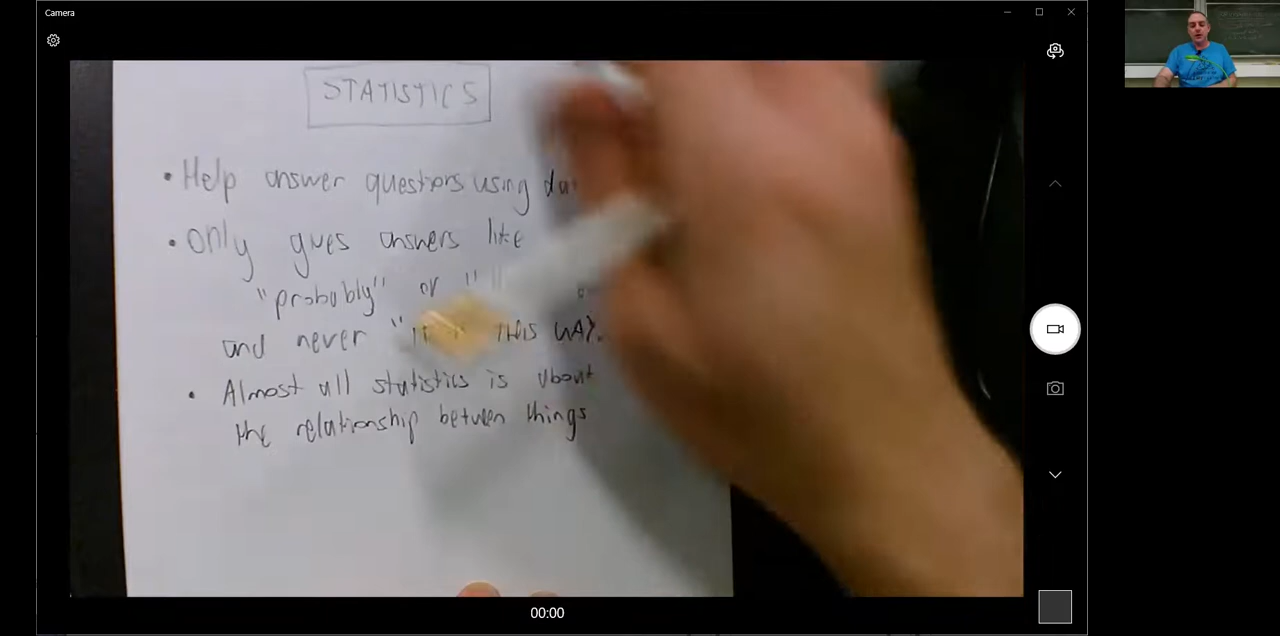 Camera
STATISTICS
• Help answer questions using
• Only gives answers like
"probably" or "
and never " THIS WAY.
• Almost all statistics is about
the relationship between things
00:00